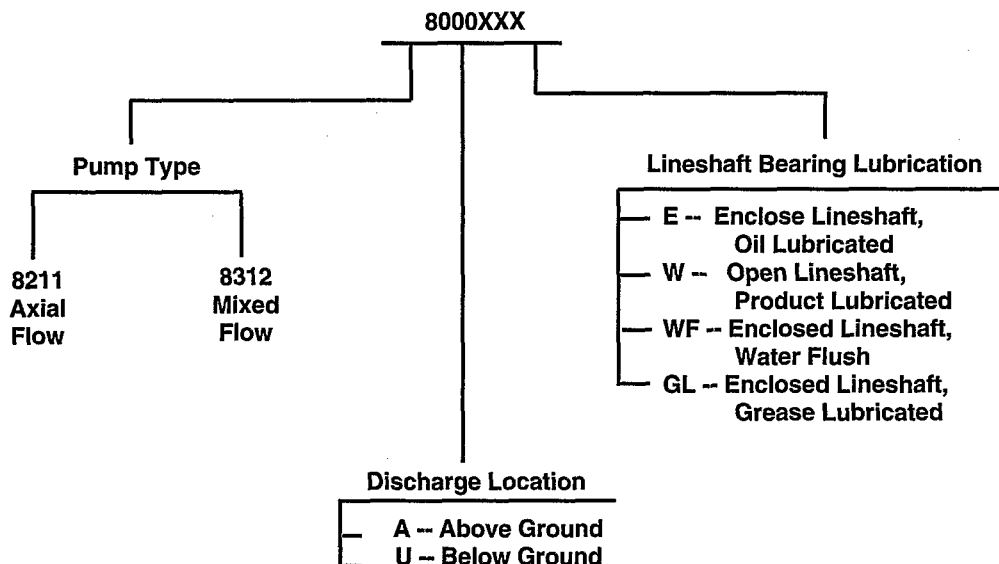 8000XXX
Pump Type
8211
Axial
Flow
8312
Mixed
Flow
Lineshaft Bearing Lubrication
E -- Enclose Lineshaft,
Oil Lubricated
W -- Open Lineshaft,
Product Lubricated
WF -- Enclosed Lineshaft,
Water Flush
GL -- Enclosed Lineshaft,
Grease Lubricated
Discharge Location
A -- Above Ground
U -- Below Ground